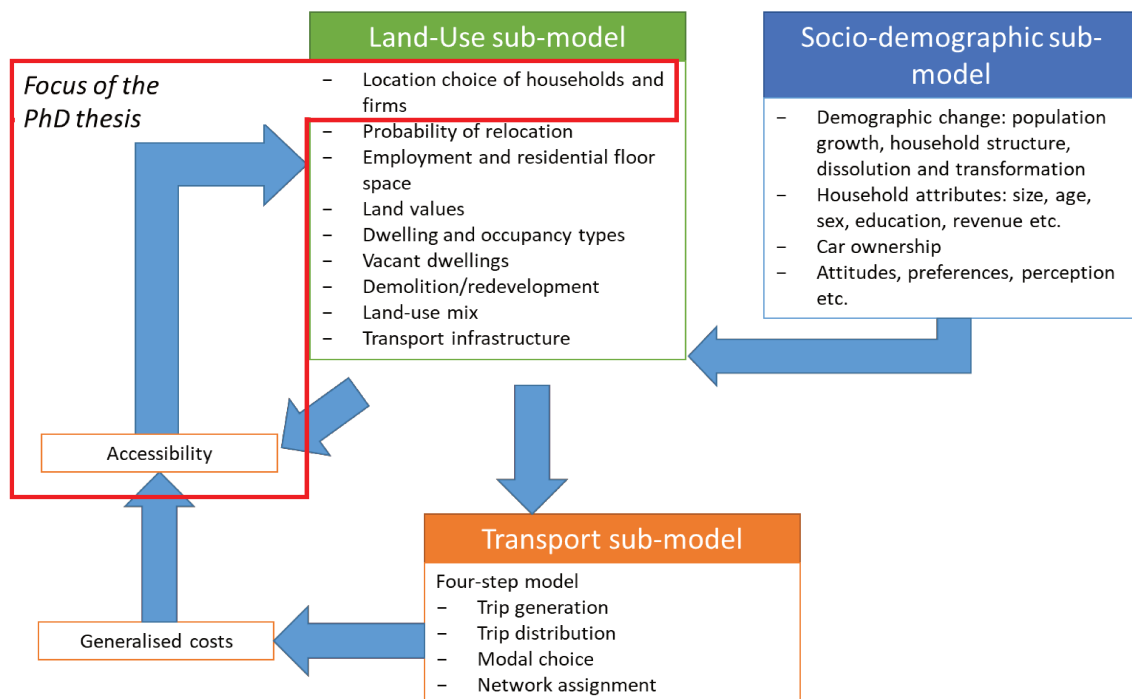 Land-Use sub-model
Socio-demographic sub-
model
Focus of the
PhD thesis
– Location choice of households and
firms
– Probability of relocation
– Employment and residential floor
space
– Land values
– Dwelling and occupancy types
– Vacant dwellings
– Demolition/redevelopment
– Land-use mix
– Transport infrastructure
– Demographic change: population
growth, household structure,
dissolution and transformation
– Household attributes: size, age,
sex, education, revenue etc.
– Car ownership
– Attitudes, preferences, perception
etc.
Accessibility
Transport sub-model
Four-step model
– Trip generation
– Trip distribution
– Modal choice
– Network assignment
Generalised costs